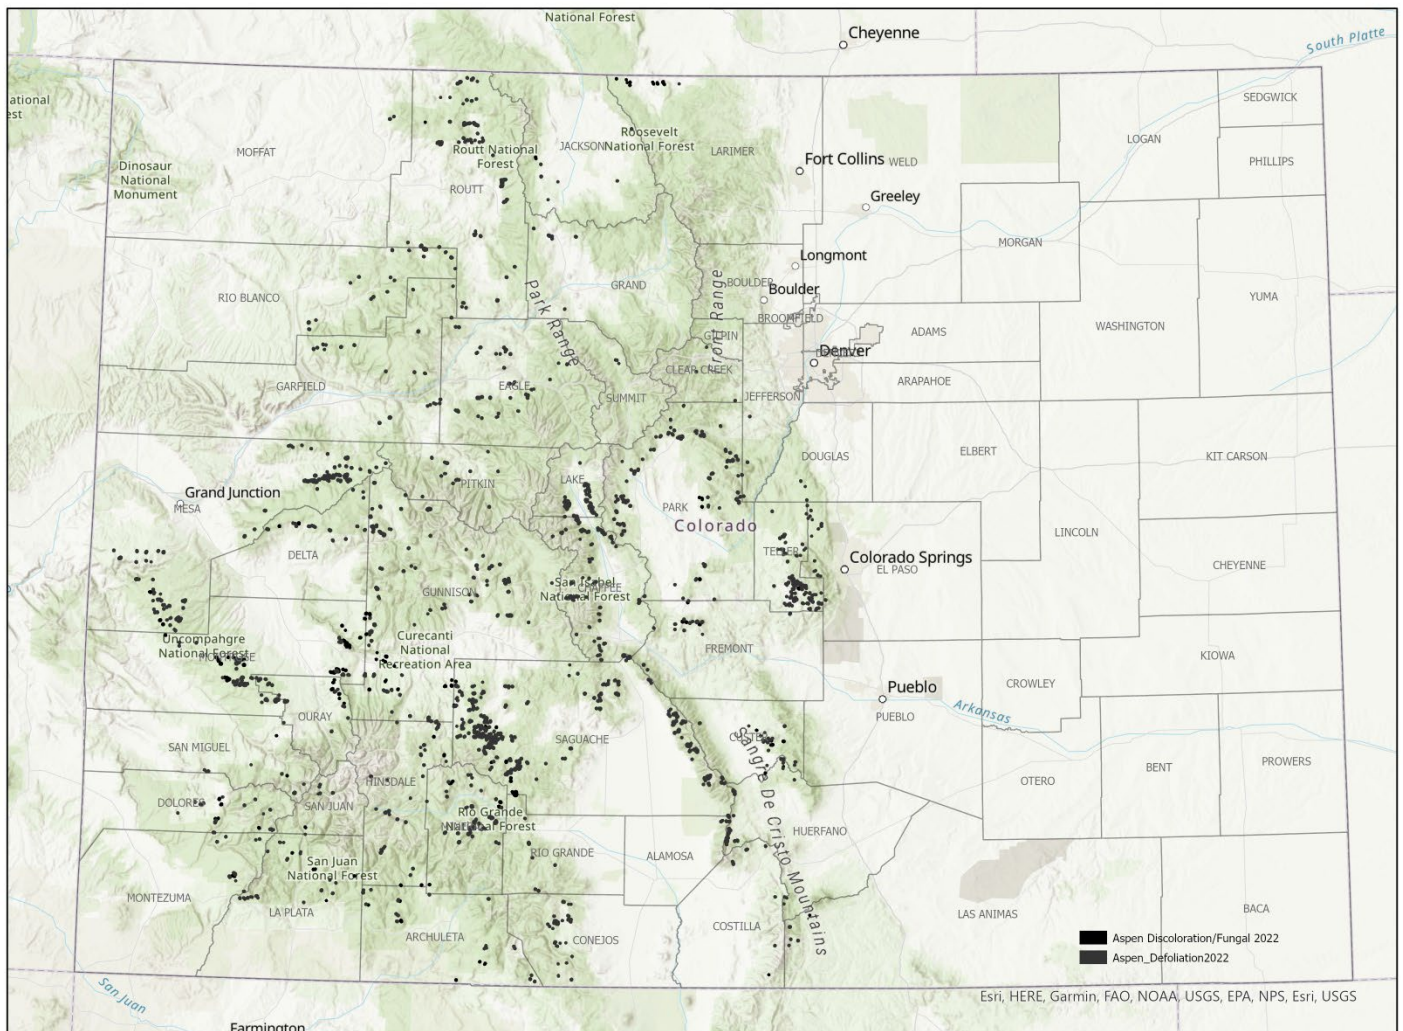 National Forest
Cheyenne
South Platte
ational
est
SEDGWICK
LOGAN
Roosevelt
National Forest
JACKSON
LARIMER
MOFFAT
Routt National
Forest
Fort Collins
WELD
PHILLIPS
Dinosaur
National
Monument
ROUTT
Greeley
MORGAN
Longmont
Park Range
GRAND
Front Range
BOULDER
Boulder
RIO BLANCO
YUMA
BROOMFIELD
WASHINGTON
GILPIN
ADAMS
Denver
CLEAR CREEK
ARAPAHOE
GARFIELD
EAGLE
SUMMIT
JEFFERSON
DOUGLAS
ELBERT
KIT CARSON
PITKIN
LAKE
Grand Junction
MESA
PARK
Colorado
LINCOLN
DELTA
TELLER
Colorado Springs
EL PASO
CHEYENNE
San Isabel
National Forest
CHAFFEE
GUNNISON
Curecanti
National
Recreation Area
Uncompahgre
National Forest
MONTROSE
FREMONT
KIOWA
Pueblo
CROWLEY
Arkansas
OURAY
PUEBLO
SAGUACHE
CUSTER
SAN MIGUEL
Sangre De Cristo Mountains
BENT
PROWERS
HINSDALE
OTERO
DOLORES
SAN JUAN
Rio Grande
National Forest
MINERAL
HUERFANO
RIO GRANDE
ALAMOSA
San Juan
National Forest
MONTEZUMA
LA PLATA
LAS ANIMAS
BACA
COSTILLA
ARCHULETA
CONEJOS
Aspen Discoloration/Fungal 2022
Aspen_Defoliation2022
San Juan
Esri, HERE, Garmin, FAO, NOAA, USGS, EPA, NPS, Esri, USGS
Farmington